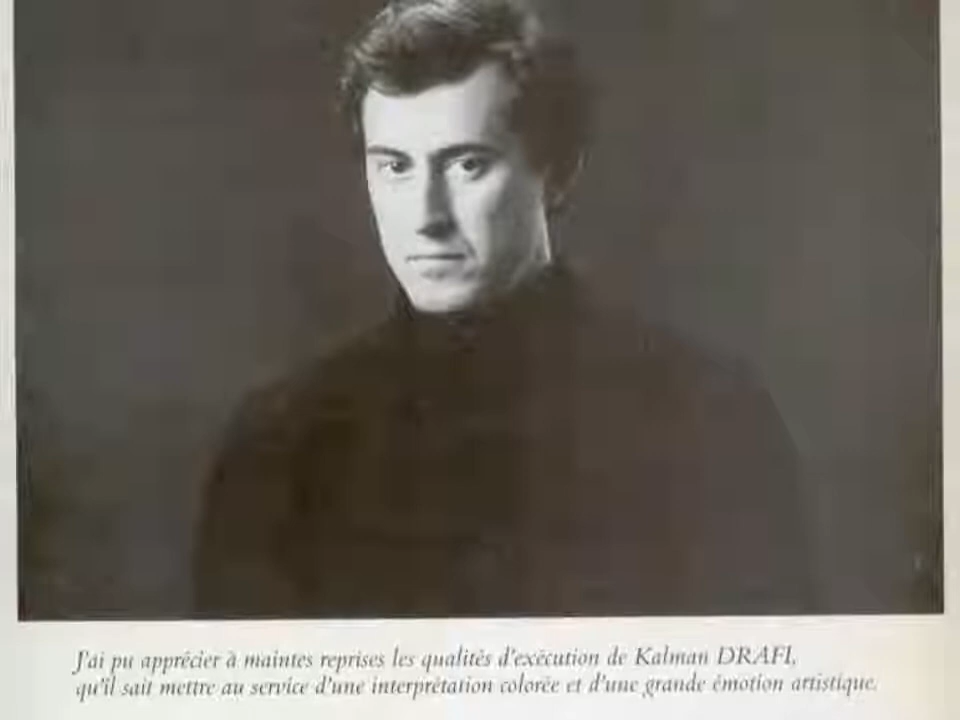 J'ai pu apprécier à maintes reprises les qualités d'exécution de Kalman DRAFI,
qu'il sait mettre au service d'une interprétation colorée et d'une grande émotion artistique.